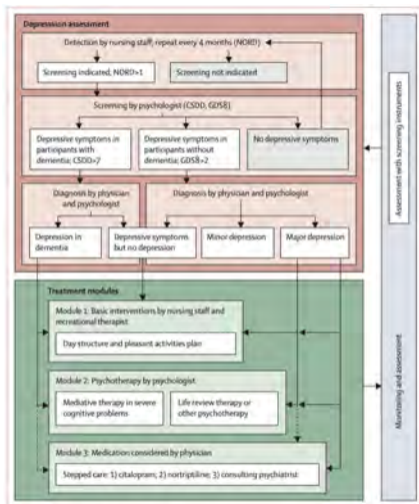 Depression assessment
Detection by nursing staff, repeat every 4 months (NORD)
Screening indicated, NORD>1
Screening not indicated
Screening by psychologist (CSDD, GDS8)
Depressive symptoms in
participants with
dementia; CSDD>7
Depressive symptoms in
participants without
dementia; GDS8>2
No depressive symptoms
Diagnosis by physician
and psychologist
Diagnosis by physician and psychologist
Depression in
dementia
Depressive symptoms
but no depression
Minor depression
Major depression
Treatment modules
Module 1: Basic interventions by nursing staff and
recreational therapist
Day structure and pleasant activities plan
Module 2: Psychotherapy by psychologist
Mediative therapy in severe
cognitive problems
Life review therapy or
other psychotherapy
Module 3: Medication considered by physician
Stepped care: 1) citalopram; 2) nortriptiline; 3) consulting psychiatrist
Assessment with screening instruments
Monitoring and assessment